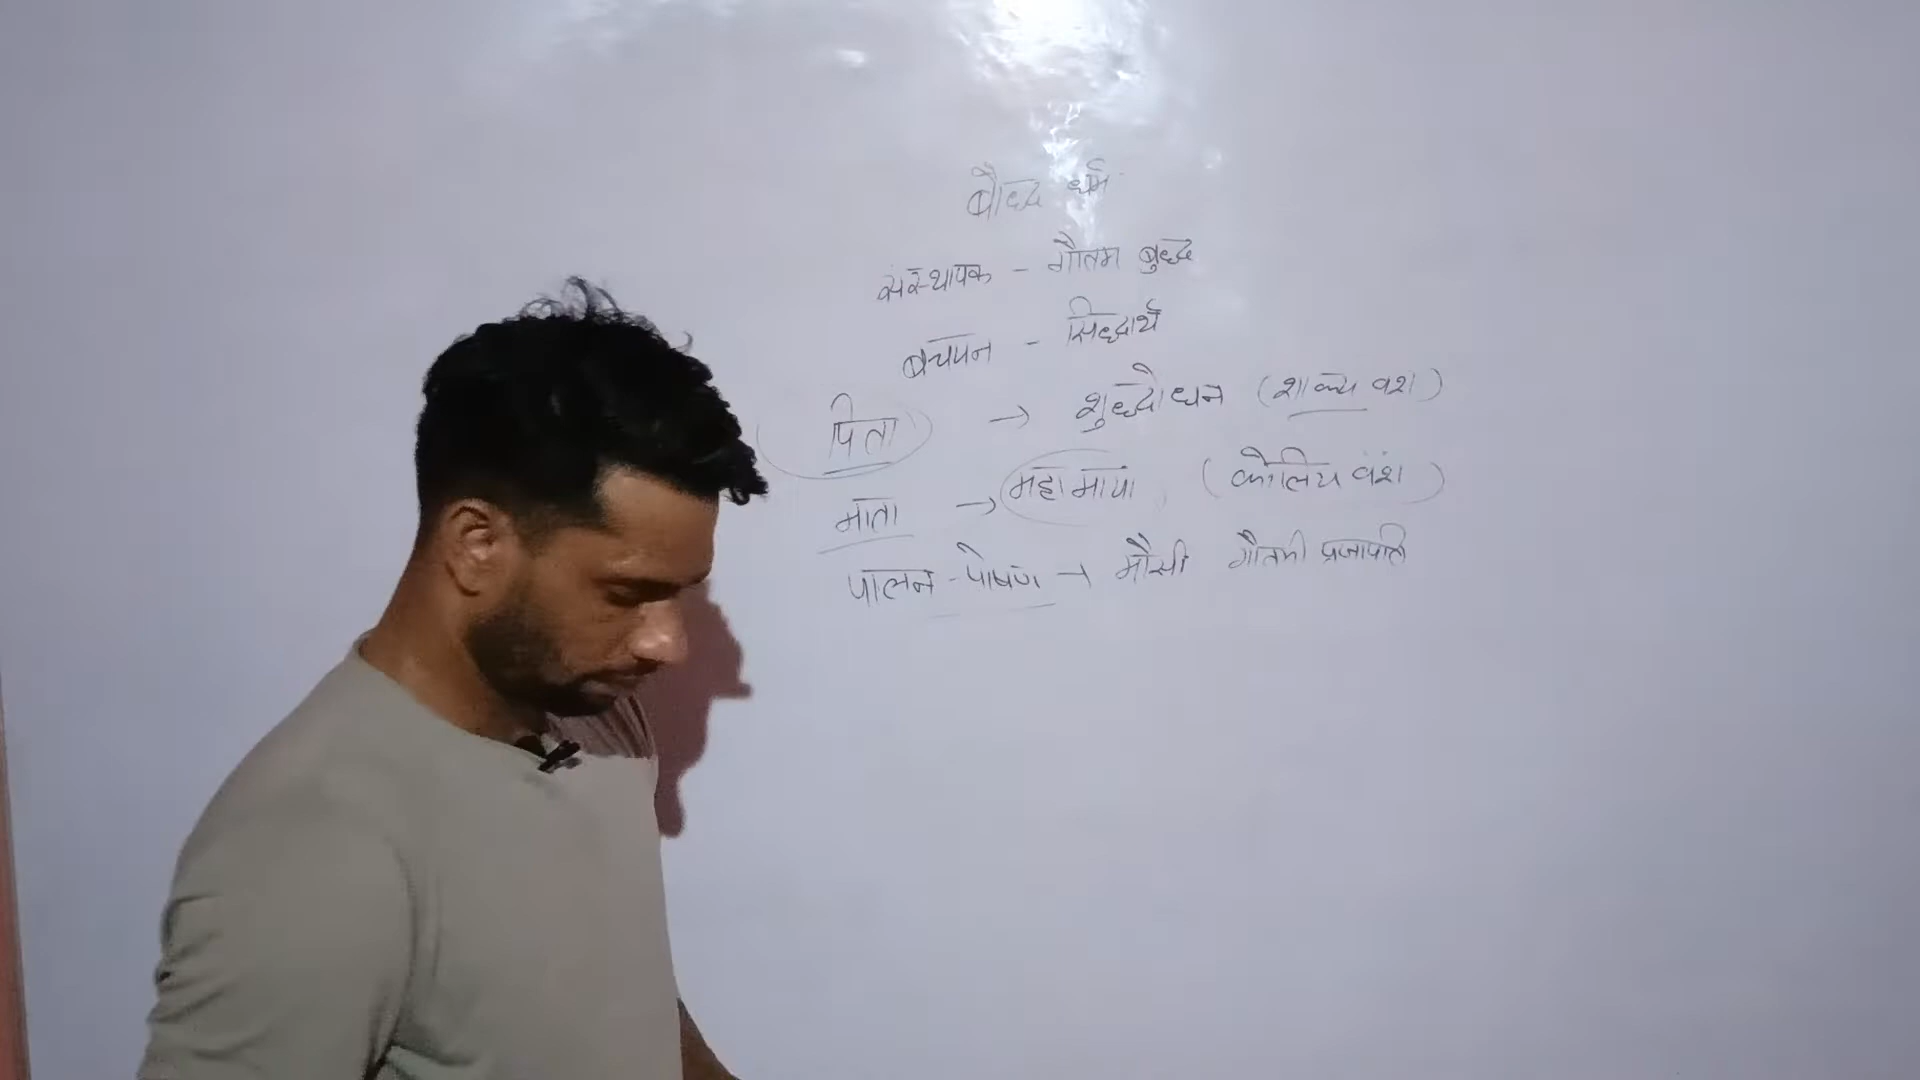 बौद्ध धर्म
संस्थापक - गौतम बुद्ध
बचपन - सिद्धार्थ
पिता → शुद्धोधन (शाक्य वंश)
माता → महामाया (कोलिय वंश)
पालन-पोषण → मौसी गौतमी प्रजापति